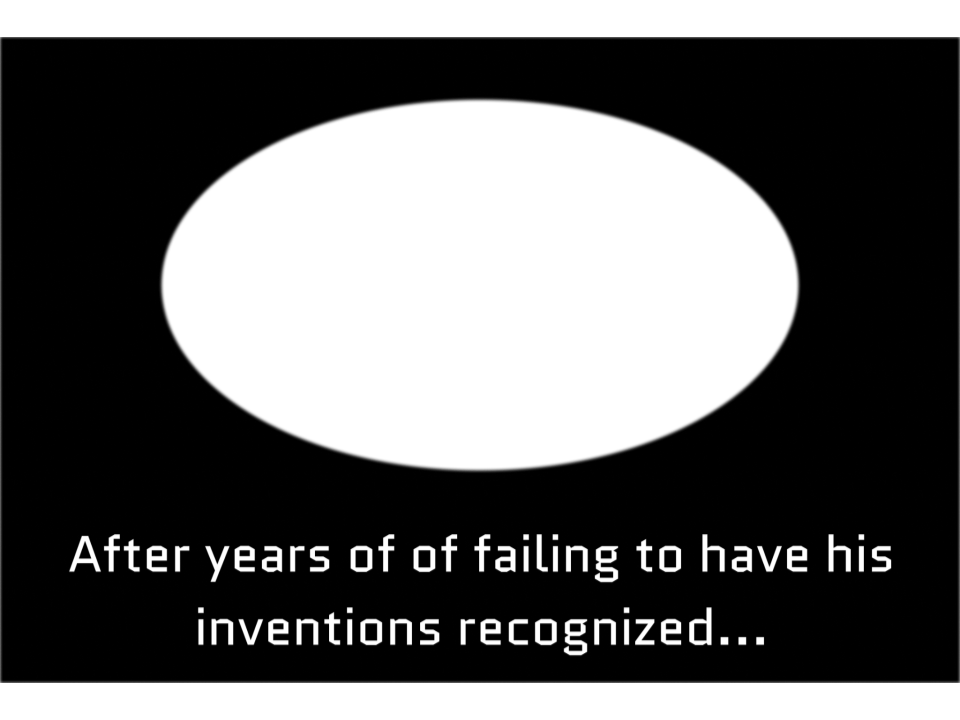 After years of of failing to have his
inventions recognized...